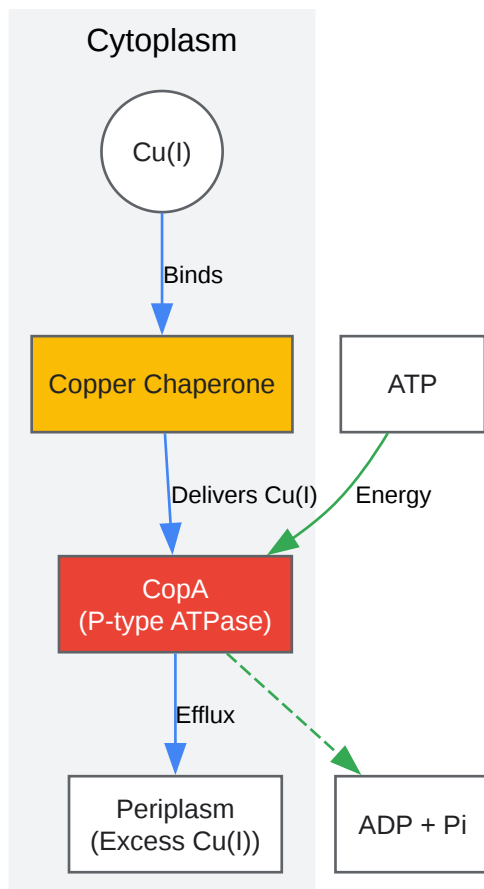 Cytoplasm
Cu(I)
Binds
Copper Chaperone
ATP
Delivers Cu(I)
Energy
CopA
(P-type ATPase)
Efflux
Periplasm
(Excess Cu(I))
ADP + Pi